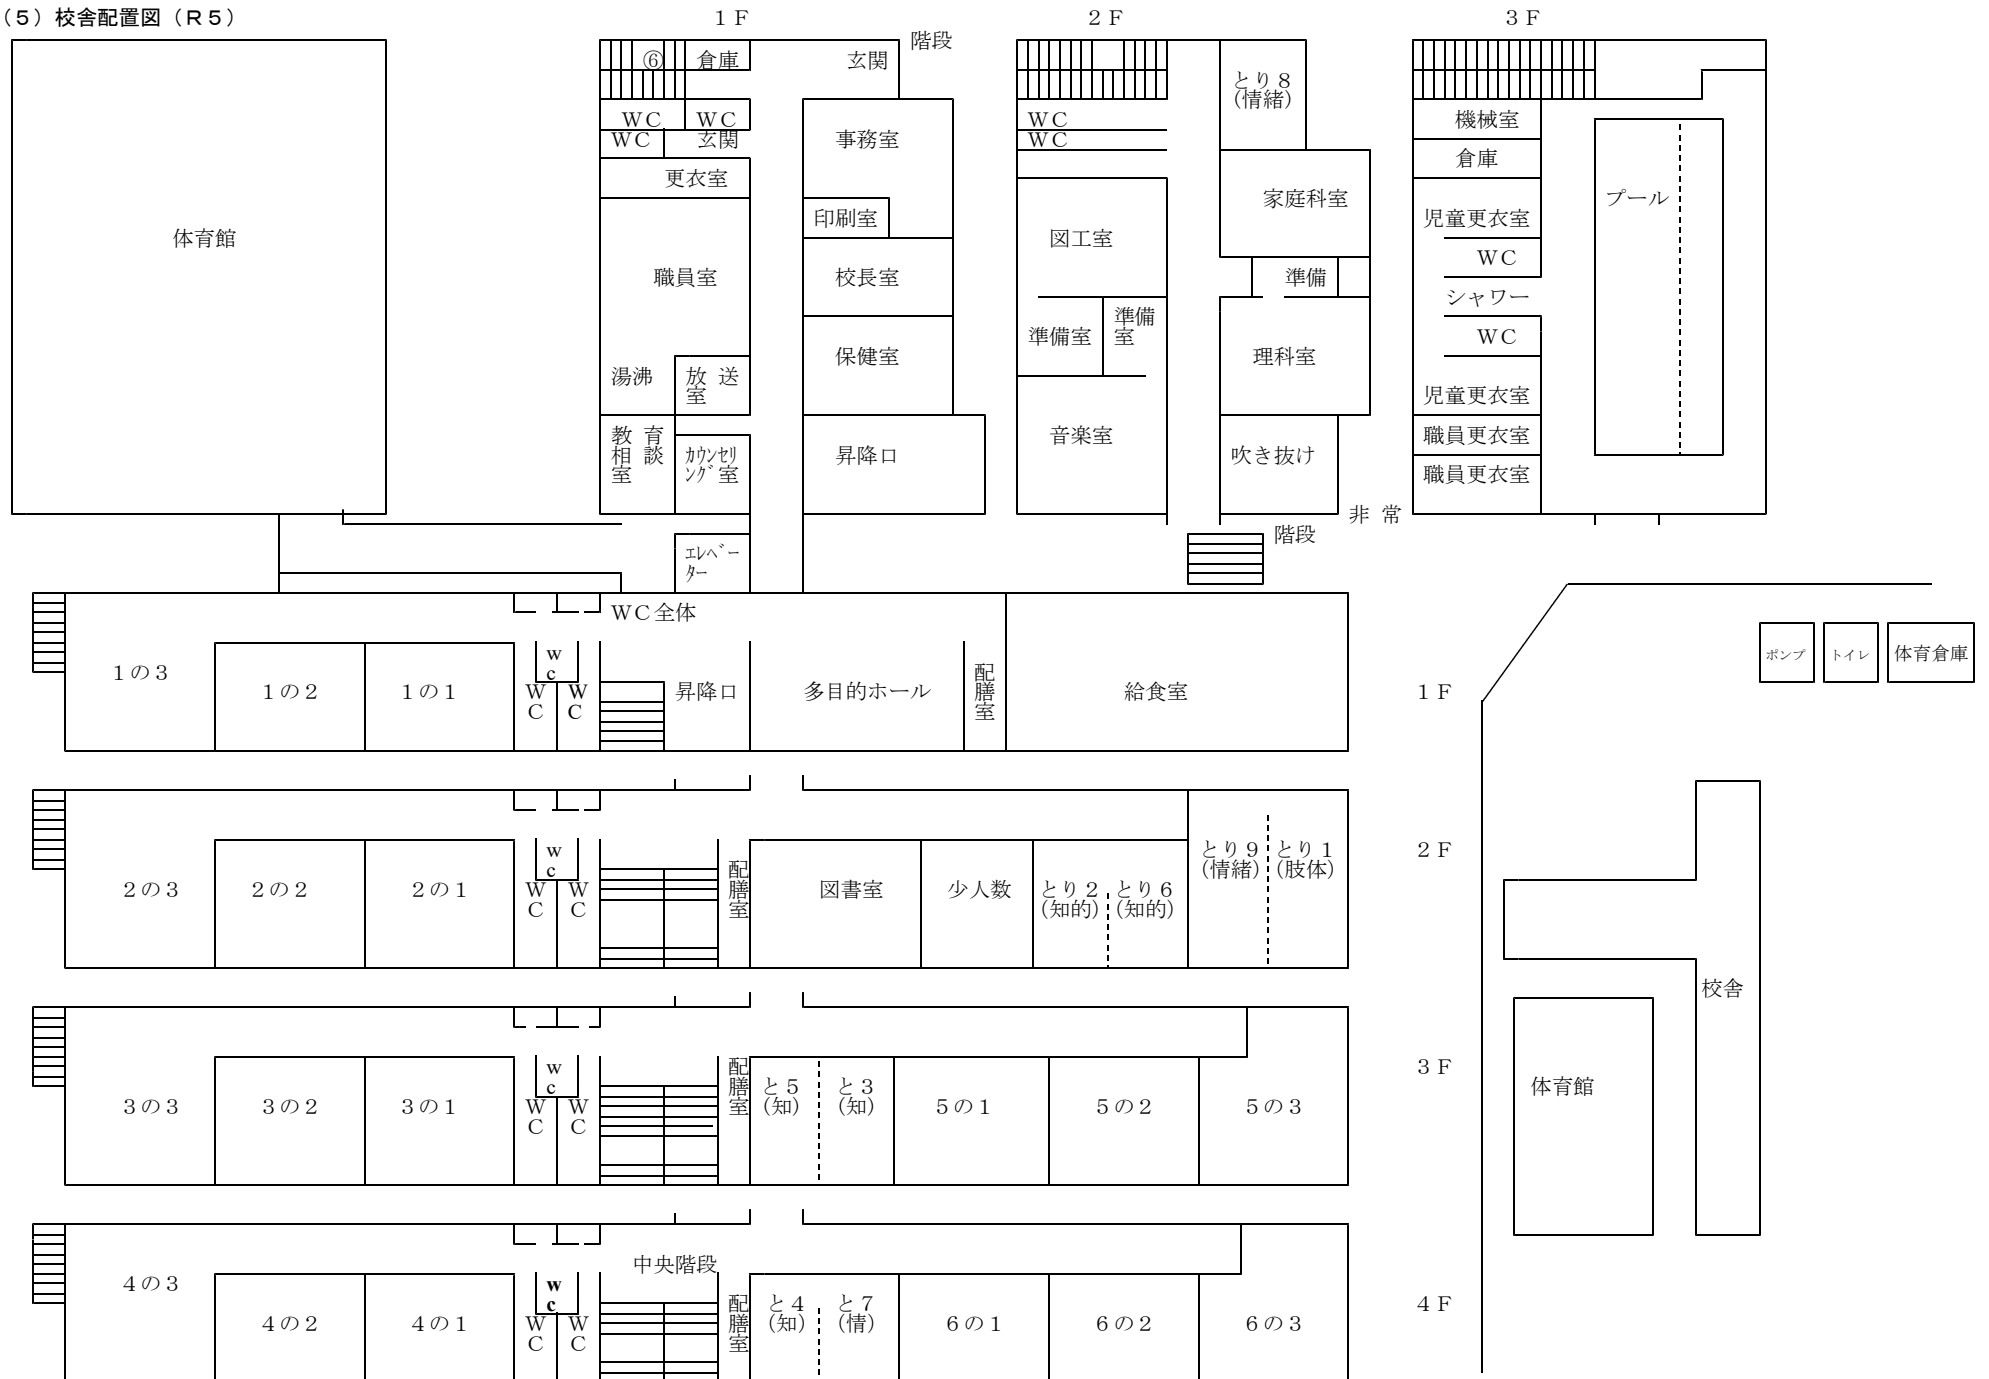 （５）校舎配置図（Ｒ５）
１Ｆ
２Ｆ
３Ｆ
体育館
⑥
倉庫
玄関
階段
ＷＣ
ＷＣ
ＷＣ
玄関
更衣室
職員室
湯沸
放 送
室
教 育
相 談
室
ｶｳﾝｾﾘ
ﾝｸﾞ室
事務室
印刷室
校長室
保健室
昇降口
ｴﾚﾍﾞｰ
ﾀｰ
とり８
（情緒）
ＷＣ
ＷＣ
家庭科室
図工室
準備
準備室
準備
室
理科室
音楽室
吹き抜け
非 常
階段
機械室
倉庫
プール
児童更衣室
ＷＣ
シャワー
ＷＣ
児童更衣室
職員更衣室
職員更衣室
ＷＣ全体
１の３
１の２
１の１
ｗ
ｃ
Ｗ
Ｃ
Ｗ
Ｃ
昇降口
多目的ホール
配
膳
室
給食室
１Ｆ
２の３
２の２
２の１
ｗ
ｃ
Ｗ
Ｃ
Ｗ
Ｃ
配
膳
室
図書室
少人数
とり２
（知的）
とり６
（知的）
とり９
（情緒）
とり１
（肢体）
２Ｆ
３の３
３の２
３の１
ｗ
ｃ
Ｗ
Ｃ
Ｗ
Ｃ
配
膳
室
と５
（知）
と３
（知）
５の１
５の２
５の３
３Ｆ
中央階段
４の３
４の２
４の１
ｗ
ｃ
Ｗ
Ｃ
Ｗ
Ｃ
配
膳
室
と４
（知）
と７
（情）
６の１
６の２
６の３
４Ｆ
ポンプ
トイレ
体育倉庫
校舎
体育館